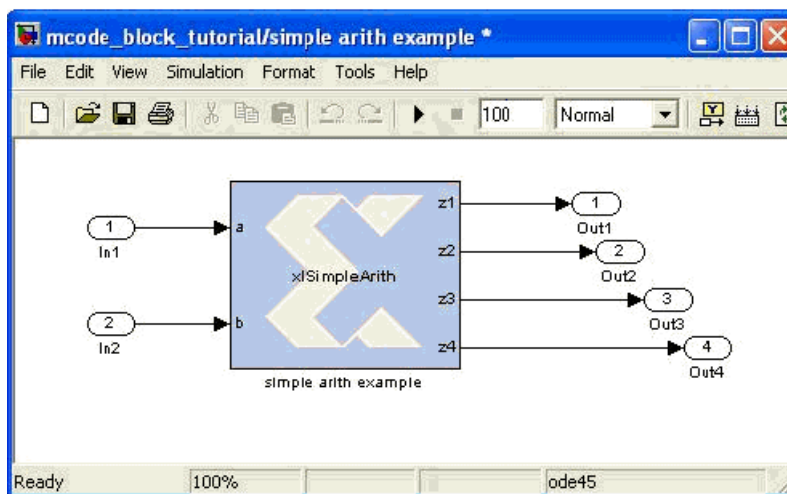 mcode_block_tutorial/simple arith example *
File Edit View Simulation Format Tools Help
100 Normal
1
In1
2
In2
a
b
xlSimpleArith
z1
z2
z3
z4
simple arith example
1
Out1
2
Out2
3
Out3
4
Out4
Ready 100% ode45